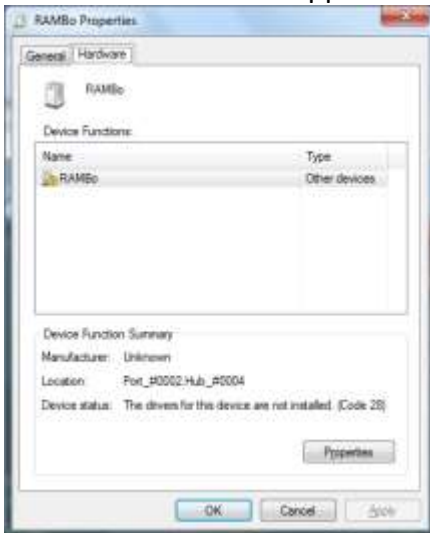 RAMBo Properties
General Hardware
RAMBo
Device Functions:
Name Type
RAMBo Other devices
Device Function Summary
Manufacturer: Unknown
Location: Port_#0002.Hub_#0004
Device status: The drivers for this device are not installed. (Code 28)
Properties
OK Cancel Apply